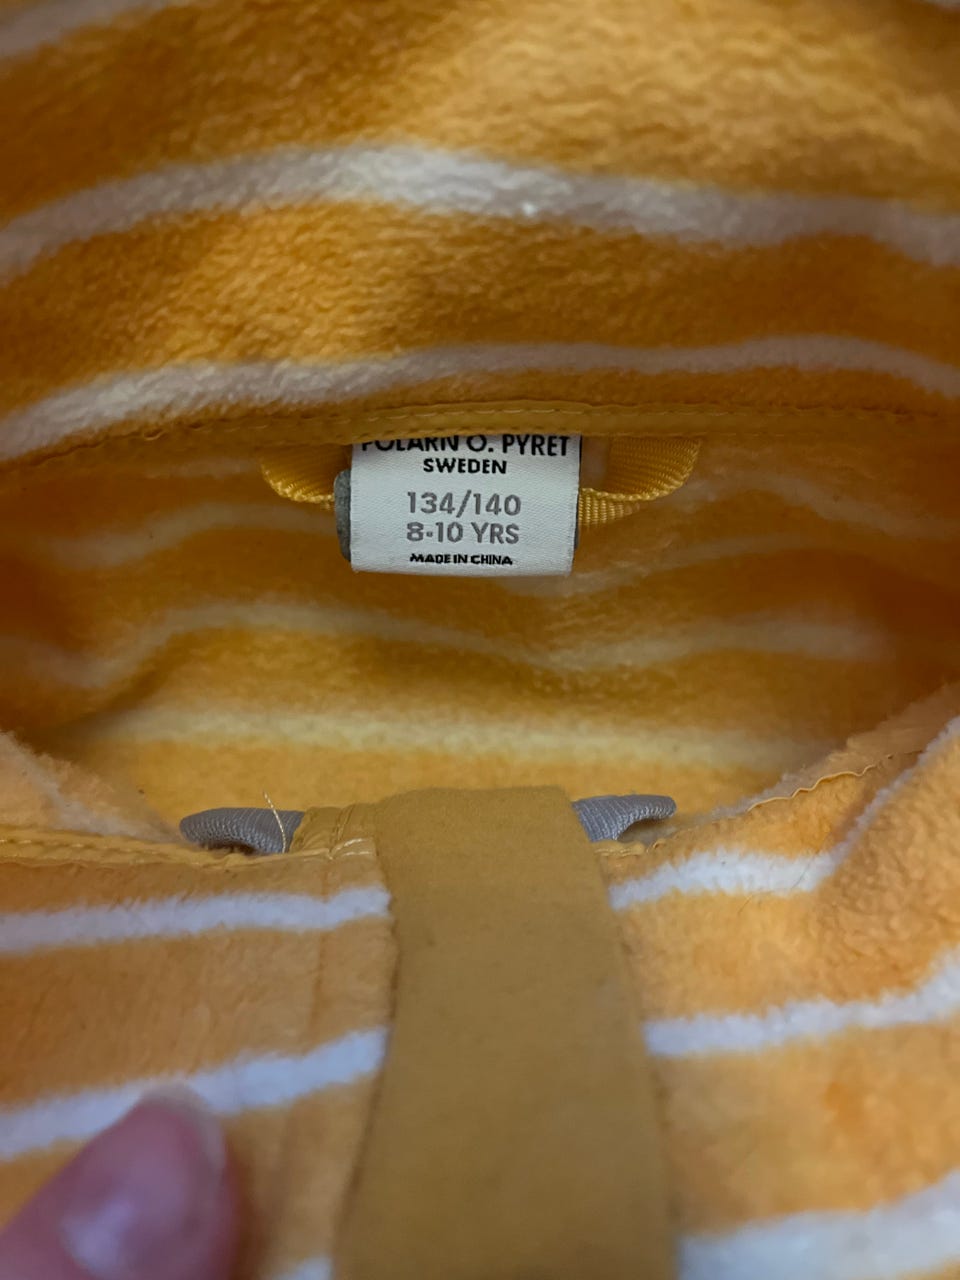 POLARN O. PYRET
SWEDEN
134/140
8-10 YRS
MADE IN CHINA